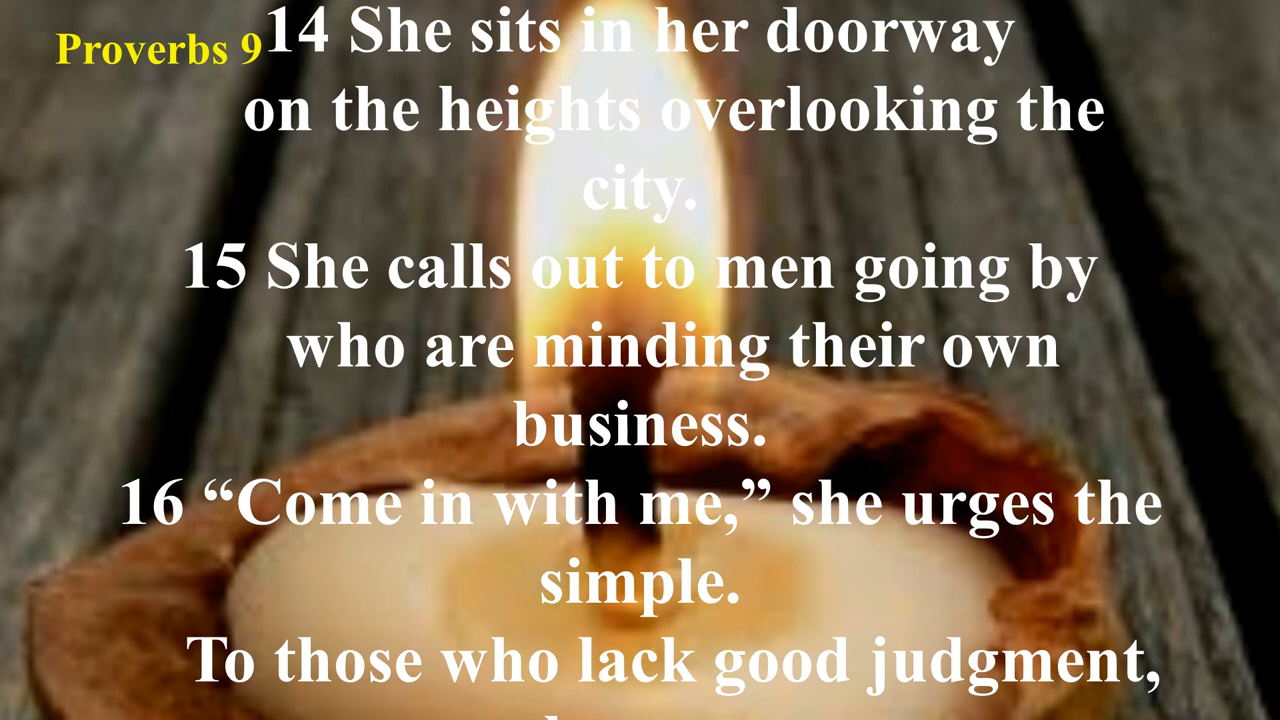 Proverbs 9
14 She sits in her doorway
on the heights overlooking the
city.
15 She calls out to men going by
who are minding their own
business.
16 “Come in with me,” she urges the
simple.
To those who lack good judgment,